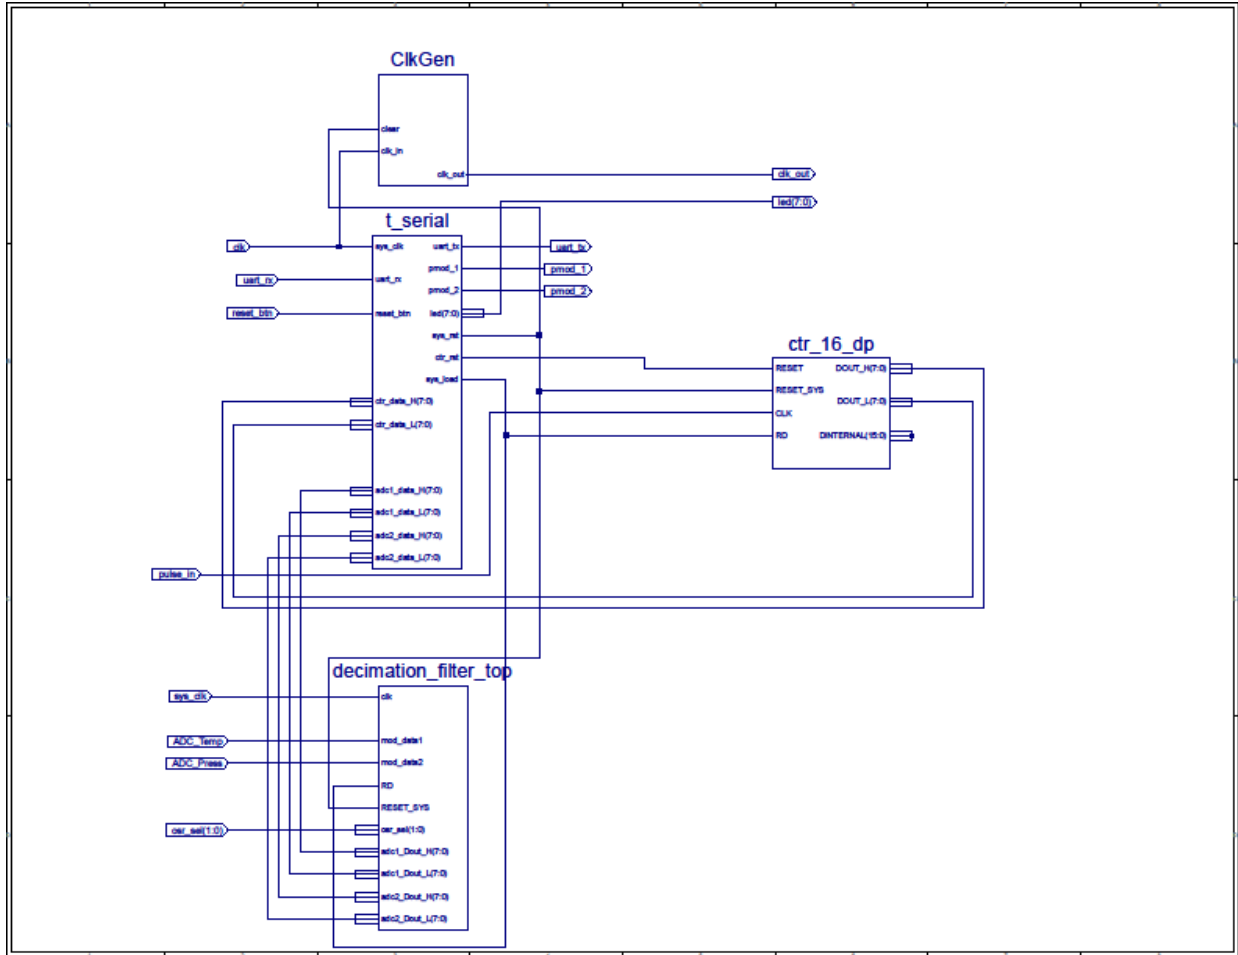 ClkGen
clear
clk_in
clk_out
clk_out
led(7:0)
t_serial
clk
sys_clk
uart_tx
uart_tx
pmod_1
pmod_1
uart_rx
uart_rx
pmod_2
pmod_2
reset_btn
reset_btn
led(7:0)
sys_rst
ctr_rst
sys_load
ctr_data_H(7:0)
ctr_data_L(7:0)
adc1_data_H(7:0)
adc1_data_L(7:0)
adc2_data_H(7:0)
adc2_data_L(7:0)
ctr_16_dp
RESET
DOUT_H(7:0)
RESET_SYS
DOUT_L(7:0)
CLK
RD
DINTERNAL(15:0)
pulse_in
decimation_filter_top
sys_clk
clk
ADC_Temp
mod_data1
ADC_Press
mod_data2
RD
RESET_SYS
osr_sel(1:0)
osr_sel(1:0)
adc1_Dout_H(7:0)
adc1_Dout_L(7:0)
adc2_Dout_H(7:0)
adc2_Dout_L(7:0)